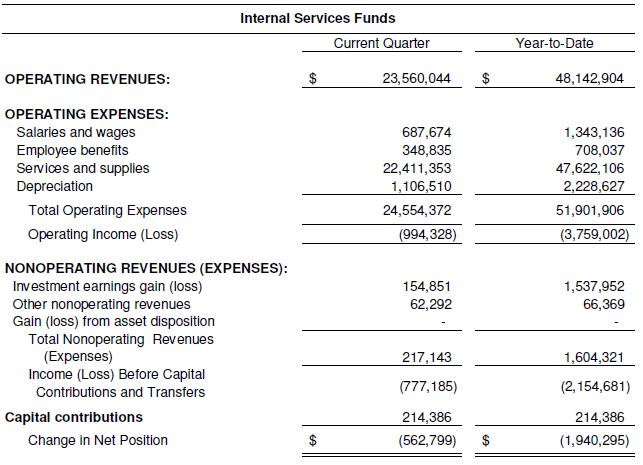 Internal Services Funds
Current Quarter Year-to-Date
OPERATING REVENUES: $ 23,560,044 $ 48,142,904
OPERATING EXPENSES:
Salaries and wages 687,674 1,343,136
Employee benefits 348,835 708,037
Services and supplies 22,411,353 47,622,106
Depreciation 1,106,510 2,228,627
Total Operating Expenses 24,554,372 51,901,906
Operating Income (Loss) (994,328) (3,759,002)
NONOPERATING REVENUES (EXPENSES):
Investment earnings gain (loss) 154,851 1,537,952
Other nonoperating revenues 62,292 66,369
Gain (loss) from asset disposition - -
Total Nonoperating Revenues
(Expenses) 217,143 1,604,321
Income (Loss) Before Capital
Contributions and Transfers (777,185) (2,154,681)
Capital contributions 214,386 214,386
Change in Net Position $ (562,799) $ (1,940,295)